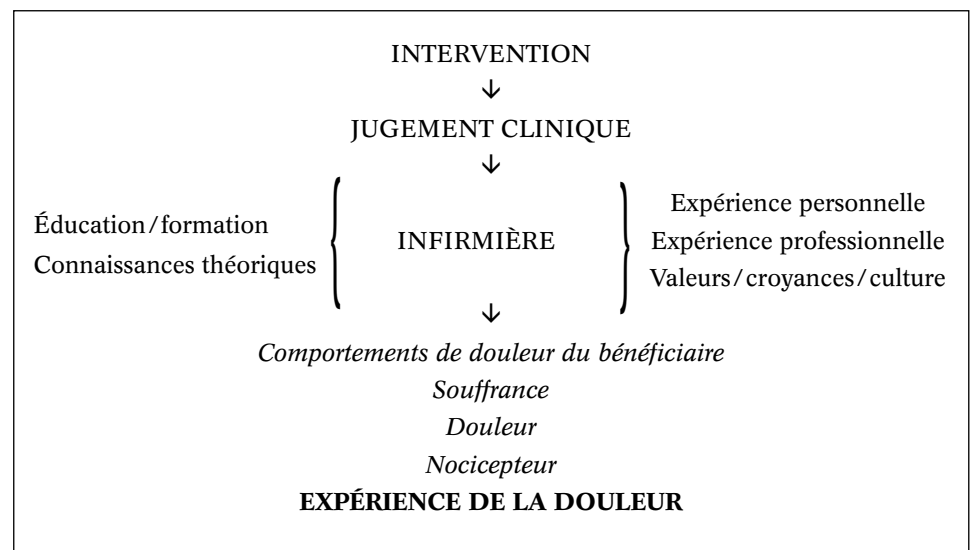 INTERVENTION
↓
JUGEMENT CLINIQUE
↓
Éducation/formation
Connaissances théoriques
INFIRMIÈRE
Expérience personnelle
Expérience professionnelle
Valeurs/croyances/culture
↓
Comportements de douleur du bénéficiaire
Souffrance
Douleur
Nocicepteur
EXPÉRIENCE DE LA DOULEUR